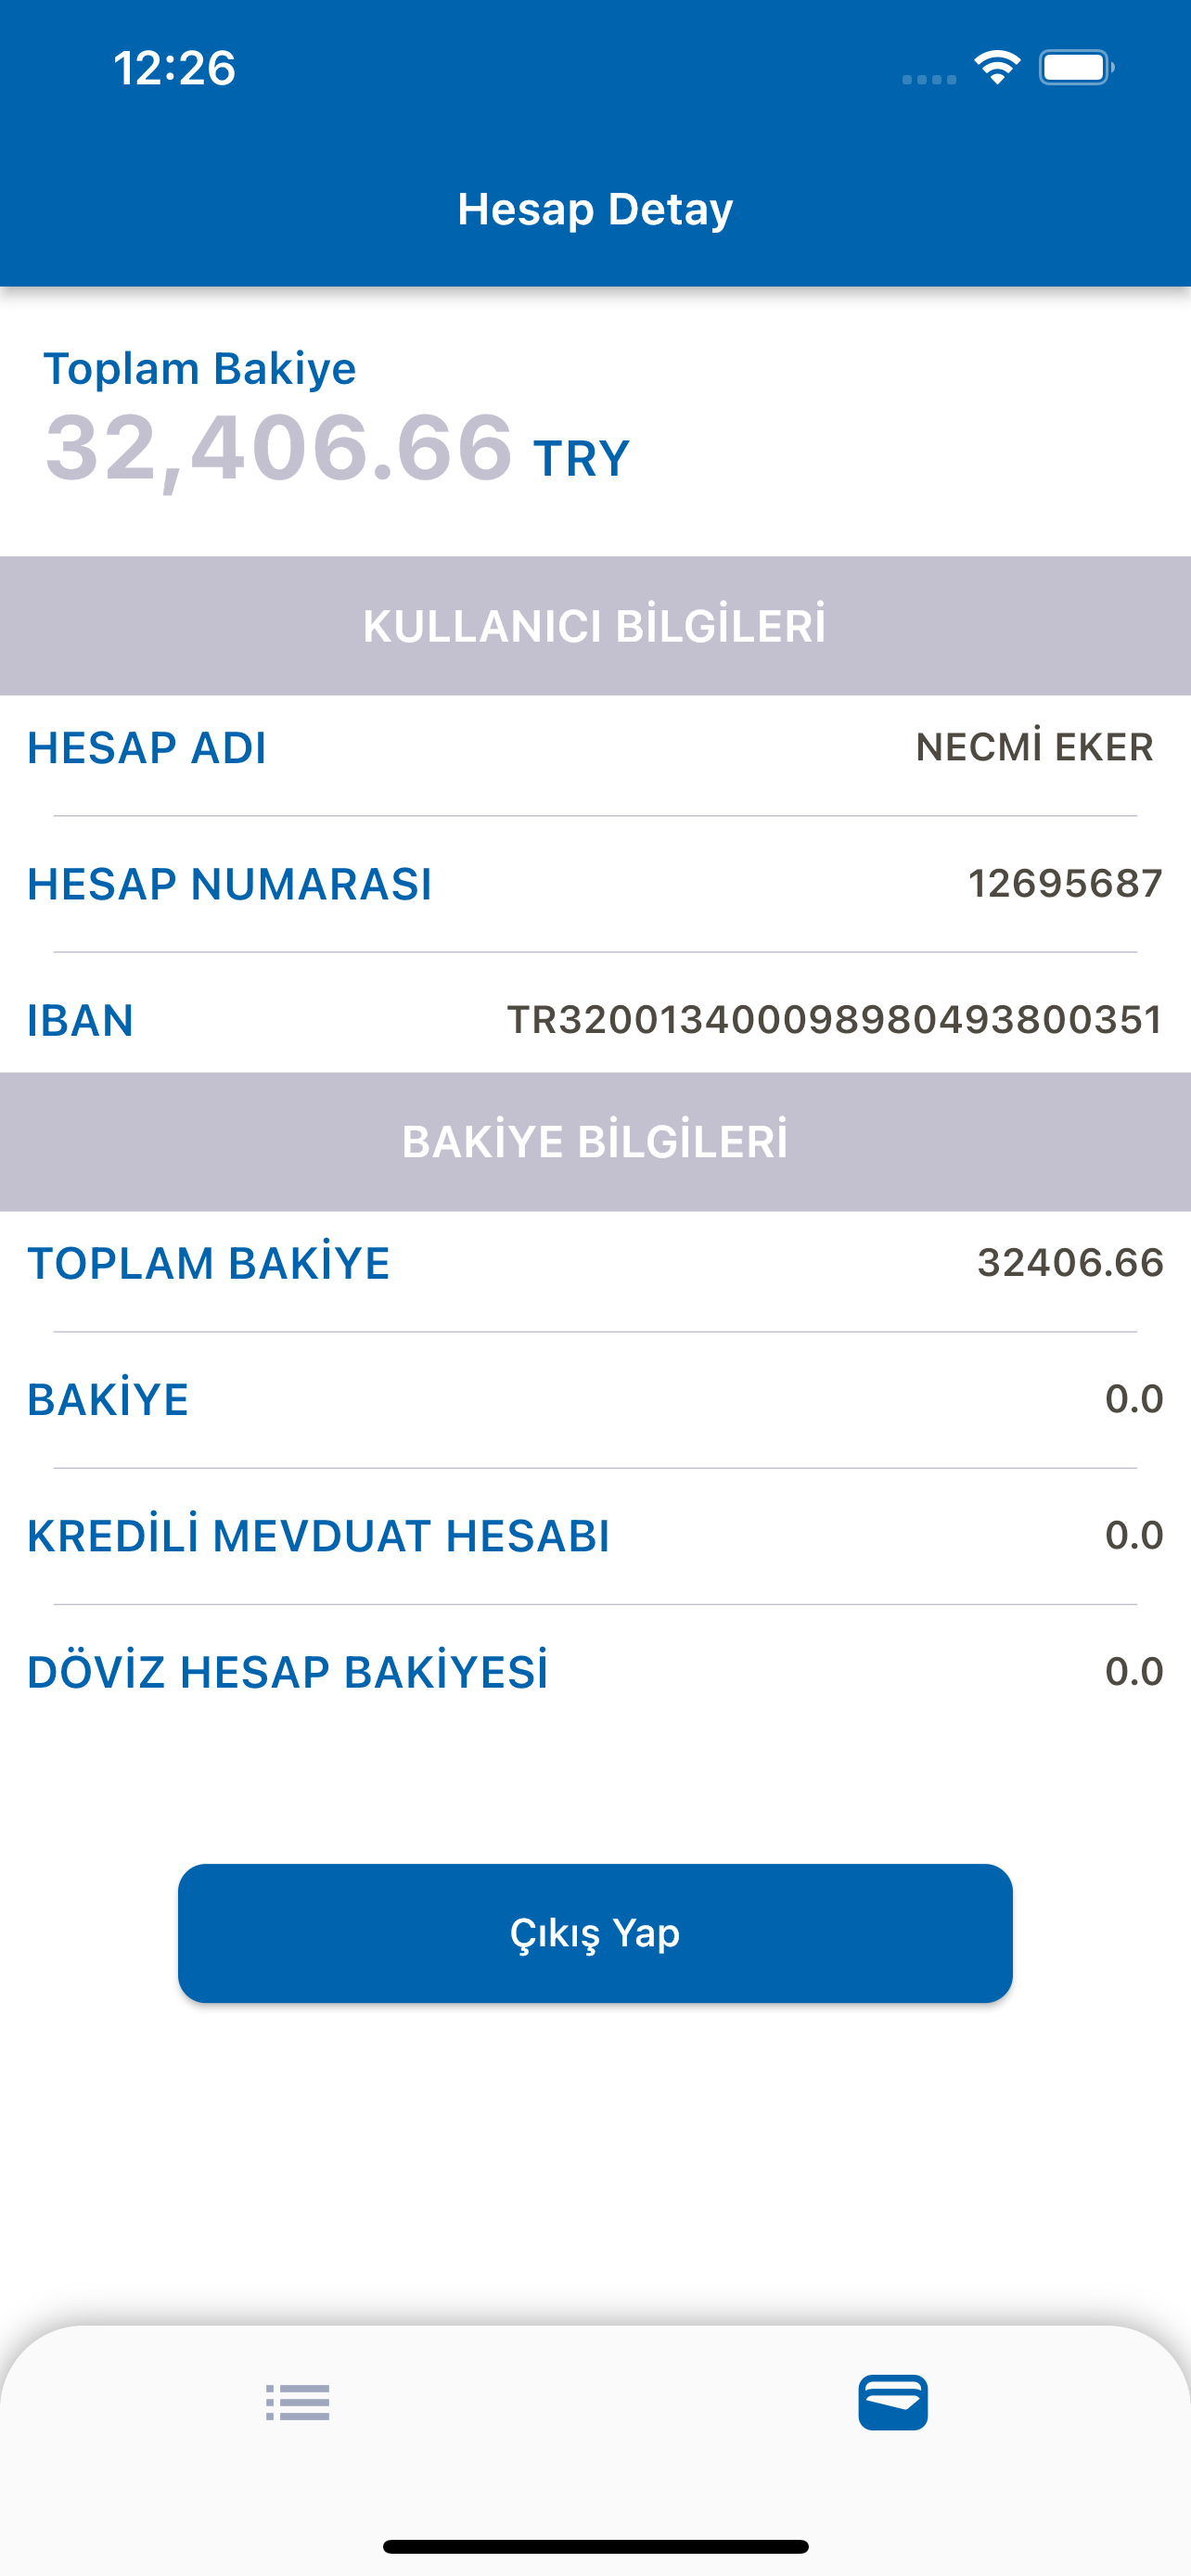 12:26
Hesap Detay
Toplam Bakiye
32,406.66 TRY
KULLANICI BİLGİLERİ
HESAP ADI NECMİ EKER
HESAP NUMARASI 12695687
IBAN TR320013400009898049 3800351
BAKİYE BİLGİLERİ
TOPLAM BAKİYE 32406.66
BAKİYE 0.0
KREDİLİ MEVDUAT HESABI 0.0
DÖVİZ HESAP BAKİYESİ 0.0
Çıkış Yap